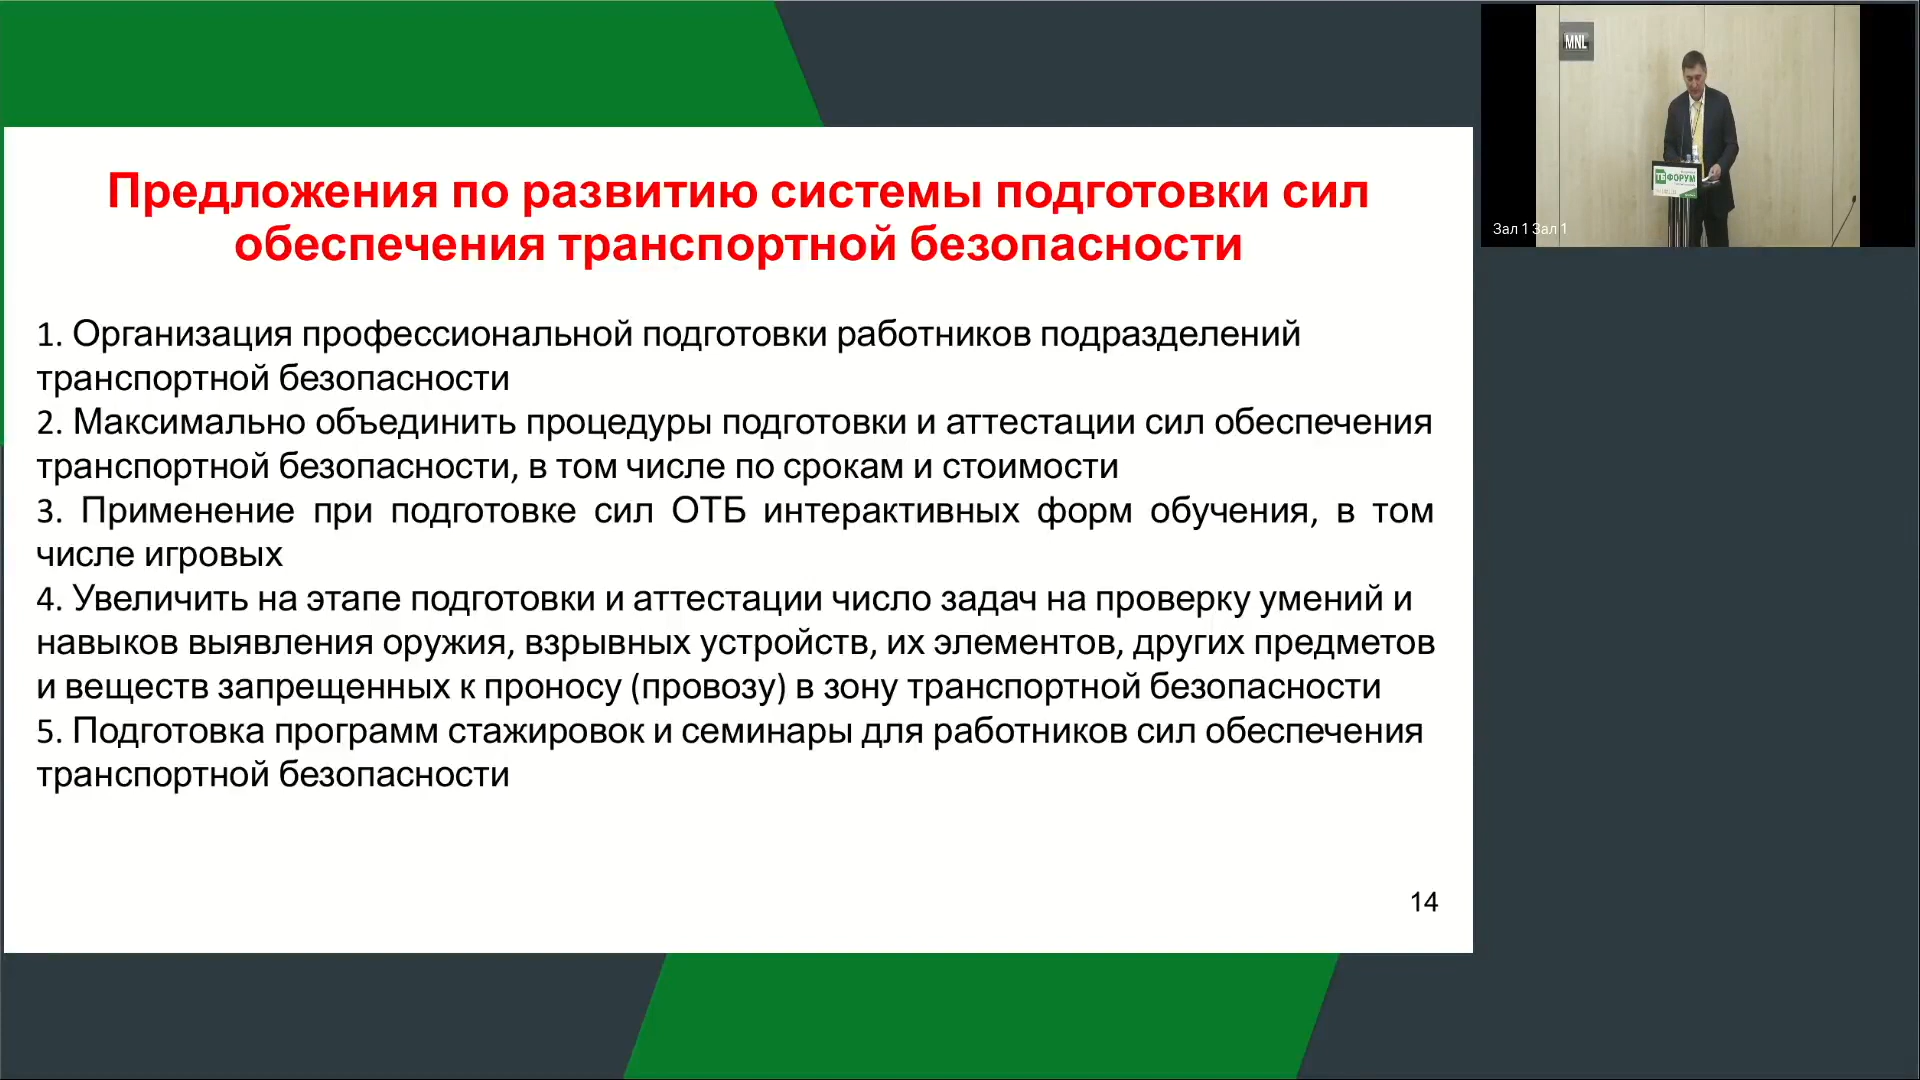 Предложения по развитию системы подготовки сил
обеспечения транспортной безопасности
1. Организация профессиональной подготовки работников подразделений
транспортной безопасности
2. Максимально объединить процедуры подготовки и аттестации сил обеспечения
транспортной безопасности, в том числе по срокам и стоимости
3. Применение при подготовке сил ОТБ интерактивных форм обучения, в том
числе игровых
4. Увеличить на этапе подготовки и аттестации число задач на проверку умений и
навыков выявления оружия, взрывных устройств, их элементов, других предметов
и веществ запрещенных к проносу (провозу) в зону транспортной безопасности
5. Подготовка программ стажировок и семинары для работников сил обеспечения
транспортной безопасности
14
MNL
ТБ ФОРУМ
Зал 1 Зал 1